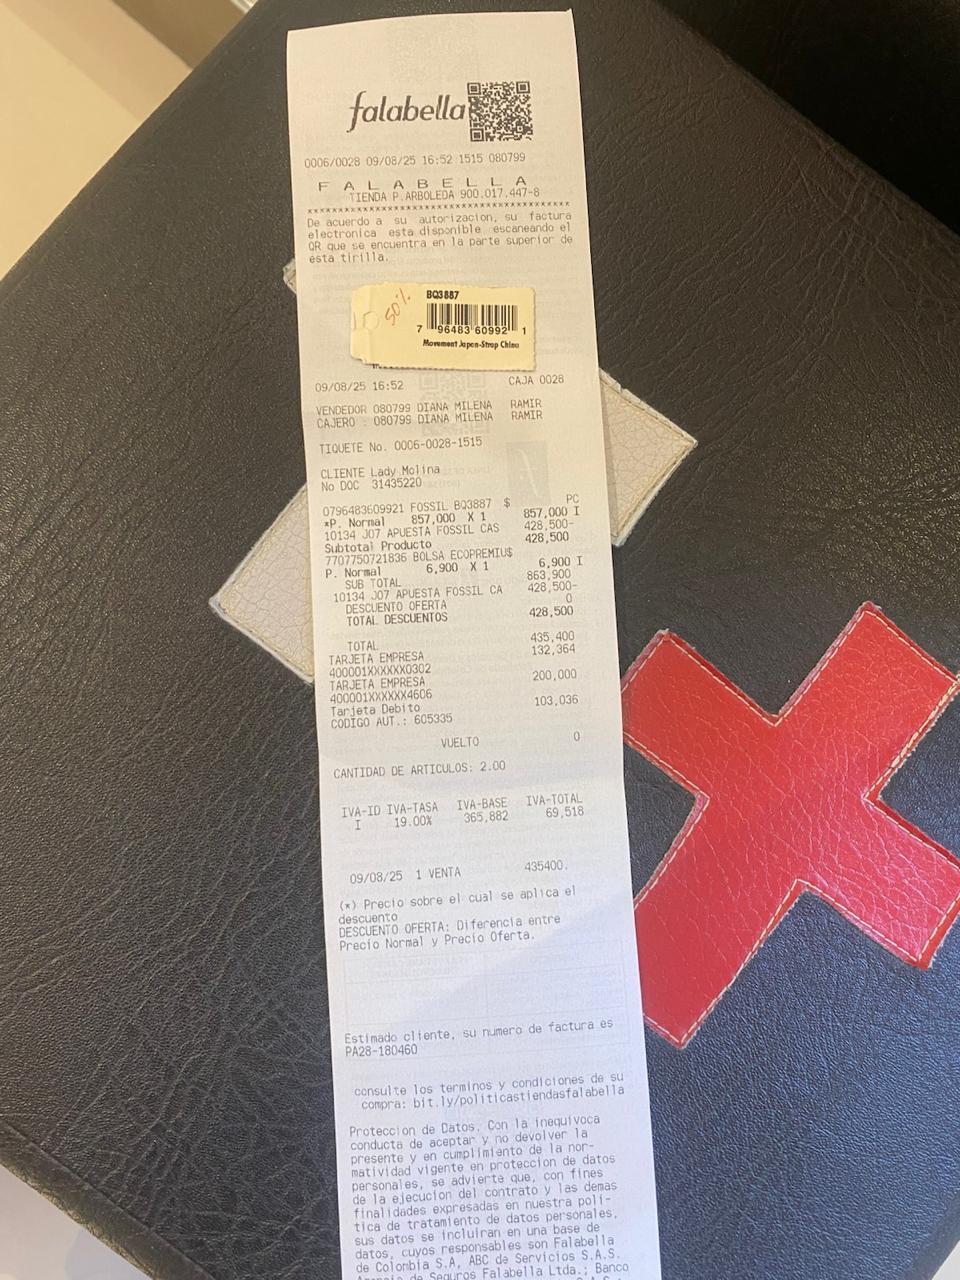 falabella
0006/0028 09/08/25 16:52 1515 080799
F A L A B E L L A
TIENDA P.ARBOLEDA 900.017.447-8
De acuerdo a su autorizacion, su factura
electronica esta disponible escaneando el
QR que se encuentra en la parte superior de
esta tirilla.
50%
BQ3887
7 96483 60992 1
Movement Japan-Strap China
09/08/25 16:52 CAJA 0028
VENDEDOR 080799 DIANA MILENA RAMIR
CAJERO : 080799 DIANA MILENA RAMIR
TIQUETE No. 0006-0028-1515
CLIENTE Lady Molina
No DOC 31435220
0796483609921 FOSSIL BQ3887 $ PC
*P. Normal 857,000 X 1 857,000 I
10134 J07 APUESTA FOSSIL CAS 428,500-
Subtotal Producto 428,500
7707750721836 BOLSA ECOPREMIU$
P. Normal 6,900 X 1 6,900 I
SUB TOTAL 863,900
10134 J07 APUESTA FOSSIL CA 428,500-
DESCUENTO OFERTA 0
TOTAL DESCUENTOS 428,500
TOTAL 435,400
TARJETA EMPRESA 132,364
400001XXXXXX0302
TARJETA EMPRESA 200,000
400001XXXXXX4606
Tarjeta Debito 103,036
CODIGO AUT.: 605335
VUELTO 0
CANTIDAD DE ARTICULOS: 2.00
IVA-ID IVA-TASA IVA-BASE IVA-TOTAL
I 19.00% 365,882 69,518
09/08/25 1 VENTA 435400.
(*) Precio sobre el cual se aplica el
descuento
DESCUENTO OFERTA: Diferencia entre
Precio Normal y Precio Oferta.
Estimado cliente, su numero de factura es
PA28-180460
consulte los terminos y condiciones de su
compra: bit.ly/politicastiendasfalabella
Proteccion de Datos. Con la inequivoca
conducta de aceptar y no devolver la
presente y en cumplimiento de la nor-
matividad vigente en proteccion de datos
personales, se advierte que, con fines
de la ejecucion del contrato y las demas
finalidades expresadas en nuestra poli-
tica de tratamiento de datos personales,
sus datos se incluiran en una base de
datos, cuyos responsables son Falabella
de Colombia S.A, ABC de Servicios S.A.S.
de Seguros Falabella Ltda.; Banco